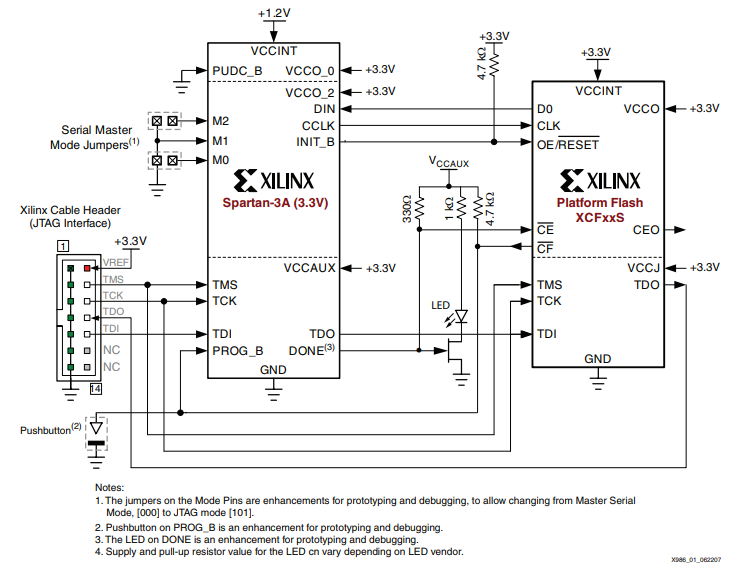 +1.2V
VCCINT
PUDC_B
VCCO_0
+3.3V
VCCO_2
+3.3V
DIN
CCLK
INIT_B
M2
M1
M0
Serial Master
Mode Jumpers(1)
XILINX
Spartan-3A (3.3V)
VCCAUX
+3.3V
TMS
TCK
TDI
TDO
PROG_B
DONE(3)
GND
+3.3V
4.7 kΩ
VCCAUX
330Ω
1 kΩ
4.7 kΩ
LED
+3.3V
VCCINT
D0
VCCO
+3.3V
CLK
OE/RESET
XILINX
Platform Flash
XCFxxS
CE
CEO
CF
VCCJ
+3.3V
TMS
TDO
TCK
TDI
GND
Xilinx Cable Header
(JTAG Interface)
1
+3.3V
VREF
TMS
TCK
TDO
TDI
NC
NC
14
Pushbutton(2)
Notes:
1. The jumpers on the Mode Pins are enhancements for prototyping and debugging, to allow changing from Master Serial
Mode, [000] to JTAG mode [101].
2. Pushbutton on PROG_B is an enhancement for prototyping and debugging.
3. The LED on DONE is an enhancement for prototyping and debugging.
4. Supply and pull-up resistor value for the LED cn vary depending on LED vendor.
X986_01_062207